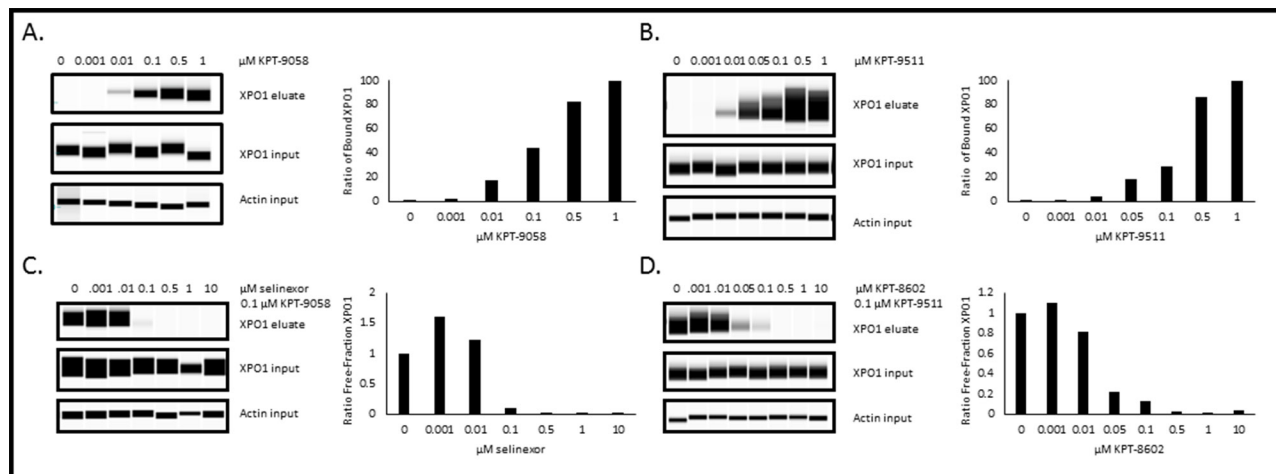 A.
0 0.001 0.01 0.1 0.5 1 µM KPT-9058
XPO1 eluate
XPO1 input
Actin input
Ratio of Bound XPO1
100
80
60
40
20
0
0 0.001 0.01 0.1 0.5 1
µM KPT-9058
B.
0 0.001 0.01 0.05 0.1 0.5 1 µM KPT-9511
XPO1 eluate
XPO1 input
Actin input
Ratio of Bound XPO1
100
80
60
40
20
0
0 0.001 0.01 0.05 0.1 0.5 1
µM KPT-9511
C.
0 .001 .01 0.1 0.5 1 10 µM selinexor
0.1 µM KPT-9058
XPO1 eluate
XPO1 input
Actin input
Ratio Free-Fraction XPO1
2
1.5
1
0.5
0
0 0.001 0.01 0.1 0.5 1 10
µM selinexor
D.
0 .001 .01 0.05 0.1 0.5 1 10 µM KPT-8602
0.1 µM KPT-9511
XPO1 eluate
XPO1 input
Actin input
Ratio Free-Fraction XPO1
1.2
1
0.8
0.6
0.4
0.2
0
0 0.001 0.01 0.05 0.1 0.5 1 10
µM KPT-8602